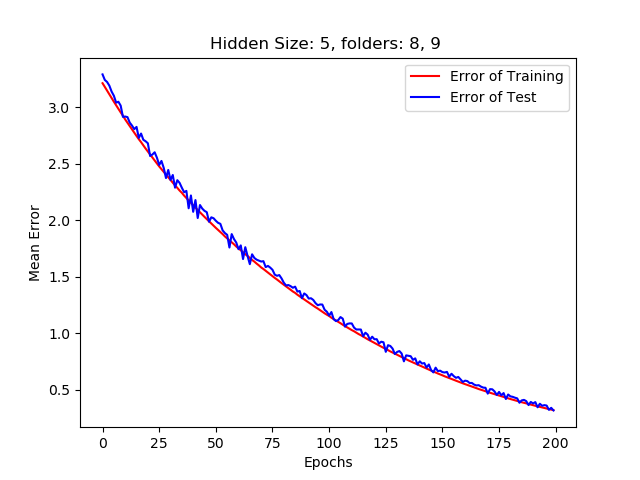 Hidden Size: 5, folders: 8, 9
Error of Training
Error of Test
Mean Error
3.0
2.5
2.0
1.5
1.0
0.5
0 25 50 75 100 125 150 175 200
Epochs